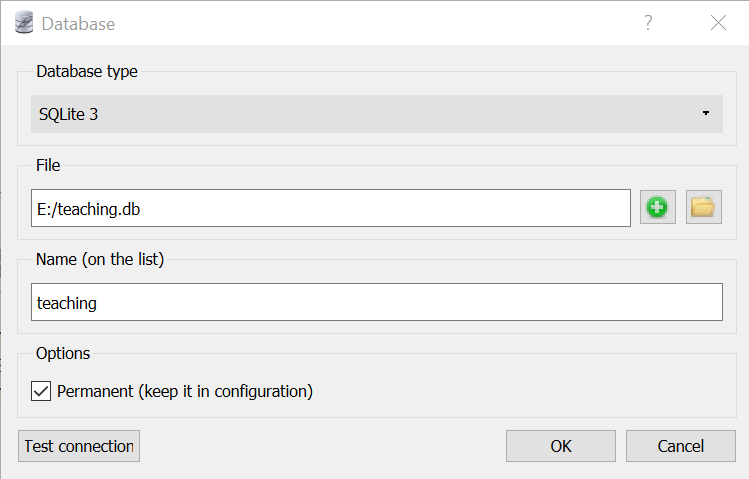 Database
Database type
SQLite 3
File
E:/teaching.db
Name (on the list)
teaching
Options
Permanent (keep it in configuration)
Test connection OK Cancel